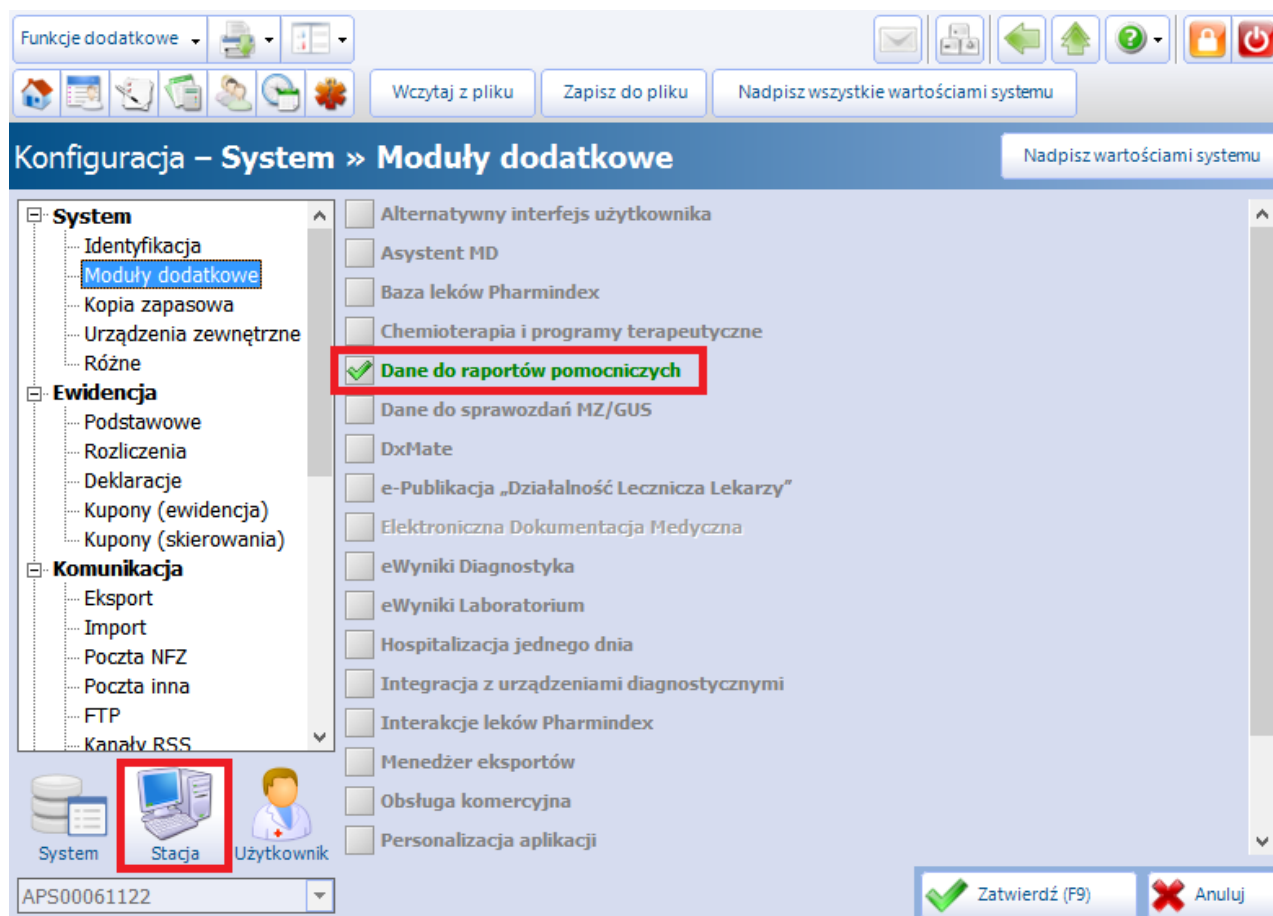 Funkcje dodatkowe
Wczytaj z pliku
Zapisz do pliku
Nadpisz wszystkie wartościami systemu
Konfiguracja – System » Moduły dodatkowe
Nadpisz wartościami systemu
System
Identyfikacja
Moduły dodatkowe
Kopia zapasowa
Urządzenia zewnętrzne
Różne
Ewidencja
Podstawowe
Rozliczenia
Deklaracje
Kupony (ewidencja)
Kupony (skierowania)
Komunikacja
Eksport
Import
Poczta NFZ
Poczta inna
FTP
Kanały RSS
Alternatywny interfejs użytkownika
Asystent MD
Baza leków Pharmindex
Chemioterapia i programy terapeutyczne
Dane do raportów pomocniczych
Dane do sprawozdań MZ/GUS
DxMate
e-Publikacja „Działalność Lecznicza Lekarzy”
Elektroniczna Dokumentacja Medyczna
eWyniki Diagnostyka
eWyniki Laboratorium
Hospitalizacja jednego dnia
Integracja z urządzeniami diagnostycznymi
Interakcje leków Pharmindex
Menedżer eksportów
Obsługa komercyjna
Personalizacja aplikacji
System
Stacja
Użytkownik
APS00061122
Zatwierdź (F9)
Anuluj